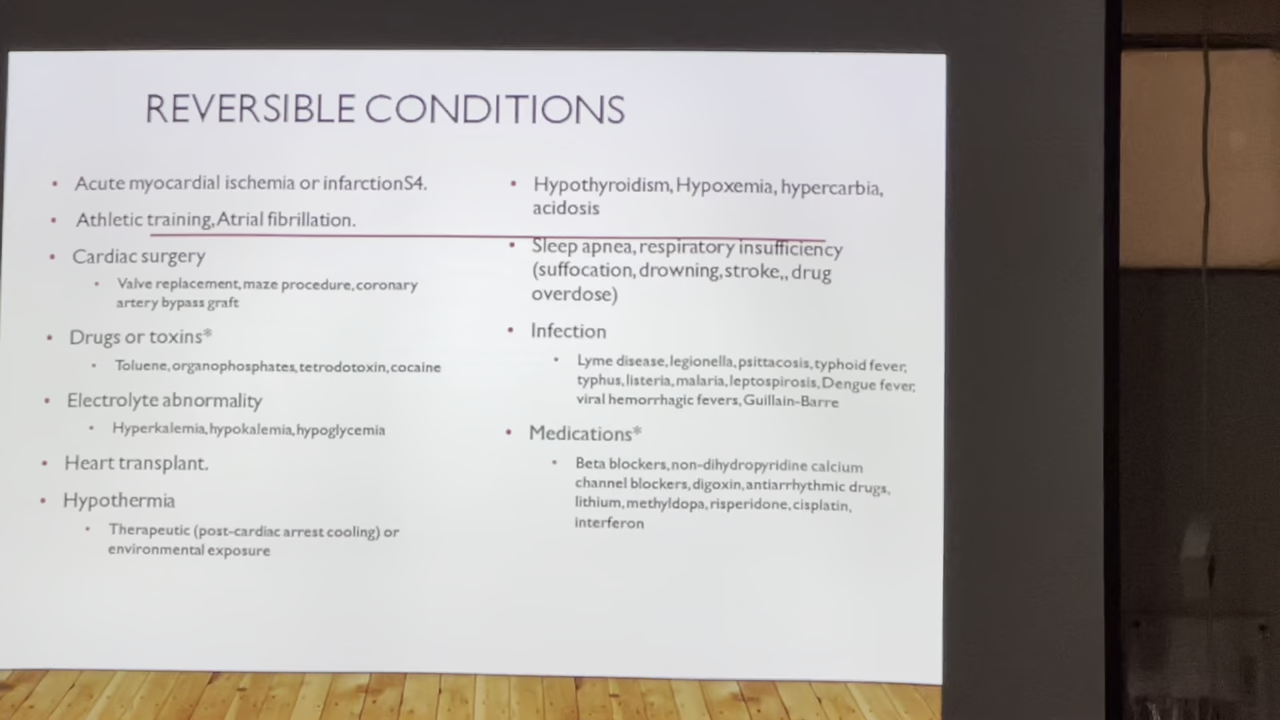 REVERSIBLE CONDITIONS
• Acute myocardial ischemia or infarctionS4.
• Athletic training, Atrial fibrillation.
• Cardiac surgery
• Valve replacement, maze procedure, coronary
artery bypass graft
• Drugs or toxins*
• Toluene, organophosphates, tetrodotoxin, cocaine
• Electrolyte abnormality
• Hyperkalemia, hypokalemia, hypoglycemia
• Heart transplant.
• Hypothermia
• Therapeutic (post-cardiac arrest cooling) or
environmental exposure
• Hypothyroidism, Hypoxemia, hypercarbia,
acidosis
• Sleep apnea, respiratory insufficiency
(suffocation, drowning, stroke,, drug
overdose)
• Infection
• Lyme disease, legionella, psittacosis, typhoid fever,
typhus, listeria, malaria, leptospirosis, Dengue fever,
viral hemorrhagic fevers, Guillain-Barre
• Medications*
• Beta blockers, non-dihydropyridine calcium
channel blockers, digoxin, antiarrhythmic drugs,
lithium, methyldopa, risperidone, cisplatin,
interferon